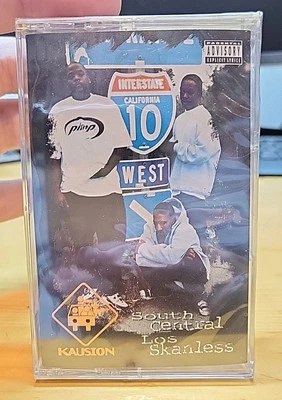 PARENTAL
ADVISORY
EXPLICIT LYRICS
INTERSTATE
CALIFORNIA
10
pimp
WEST
South
Central
Los
Skanless
KAUSION